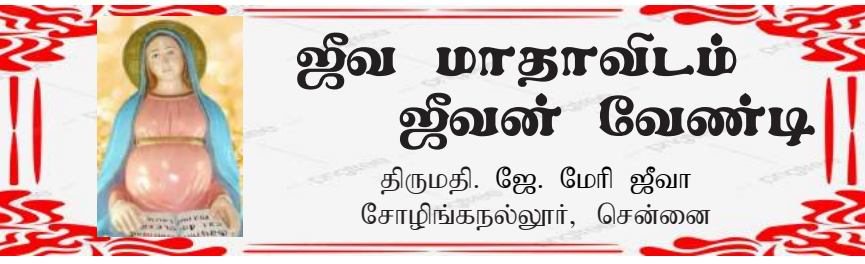 ஜீவ மாதாவிடம்
ஜீவன் வேண்டி
திருமதி. ஜே. மேரி ஜீவா
சோழிங்கநல்லூர், சென்னை